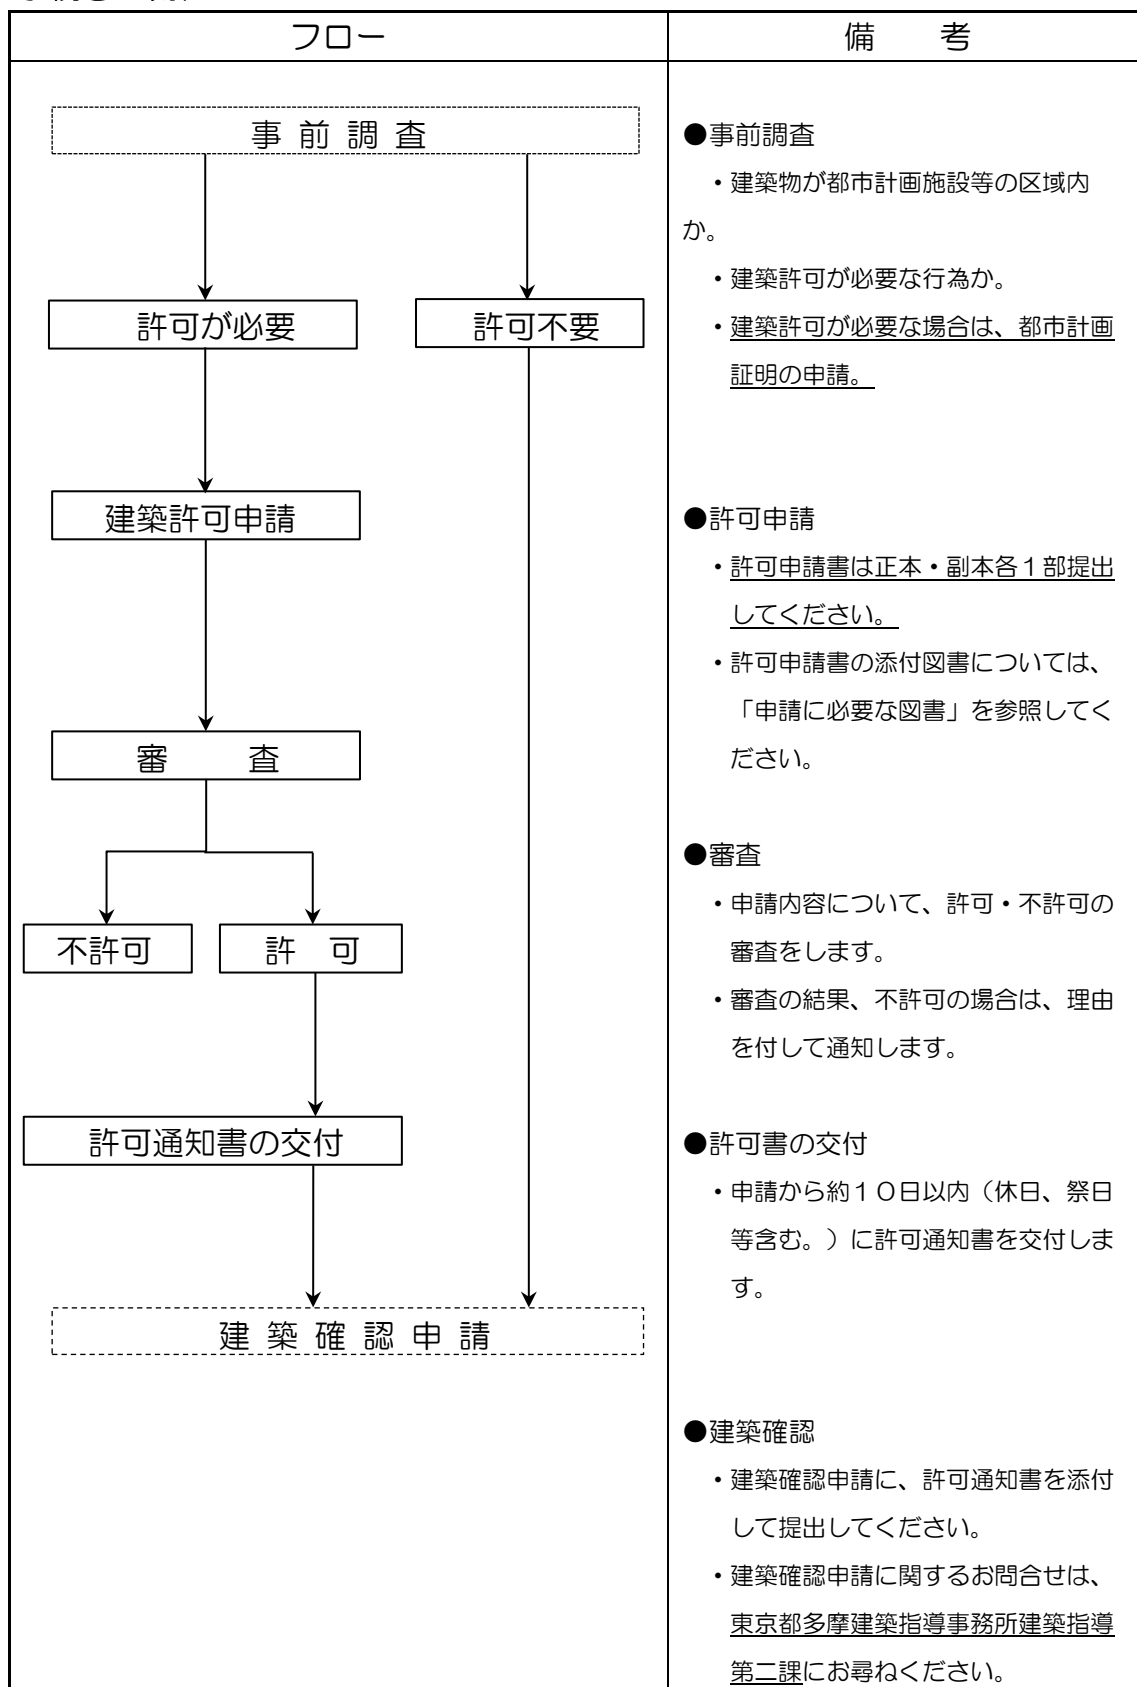 フロー
備　　考
事 前 調 査
許可が必要
許可不要
建築許可申請
審　　査
不許可
許　可
許可通知書の交付
建 築 確 認 申 請
●事前調査
・建築物が都市計画施設等の区域内
か。
・建築許可が必要な行為か。
・建築許可が必要な場合は、都市計画
証明の申請。
●許可申請
・許可申請書は正本・副本各１部提出
してください。
・許可申請書の添付図書については、
「申請に必要な図書」を参照してく
ださい。
●審査
・申請内容について、許可・不許可の
審査をします。
・審査の結果、不許可の場合は、理由
を付して通知します。
●許可書の交付
・申請から約１０日以内（休日、祭日
等含む。）に許可通知書を交付しま
す。
●建築確認
・建築確認申請に、許可通知書を添付
して提出してください。
・建築確認申請に関するお問合せは、
東京都多摩建築指導事務所建築指導
第二課にお尋ねください。